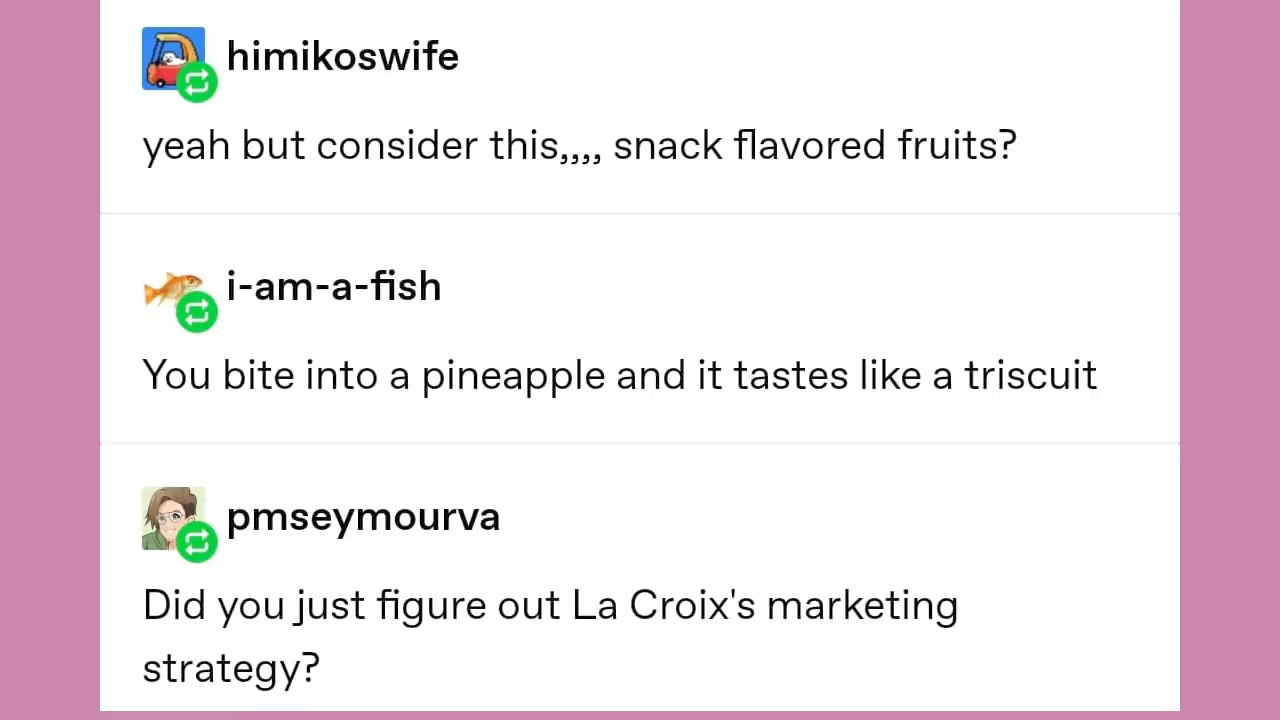 himikoswife
yeah but consider this,,,, snack flavored fruits?
i-am-a-fish
You bite into a pineapple and it tastes like a triscuit
pmseymourva
Did you just figure out La Croix's marketing
strategy?